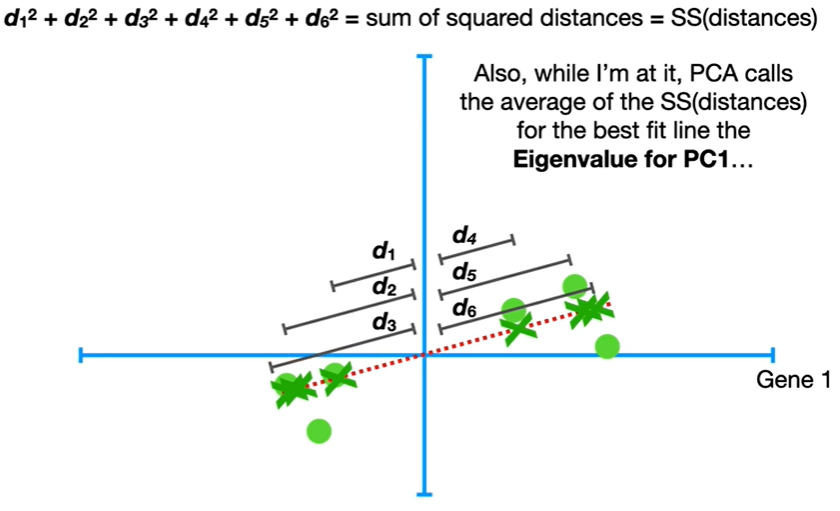 d₁² + d₂² + d₃² + d₄² + d₅² + d₆² = sum of squared distances = SS(distances)
Also, while I’m at it, PCA calls
the average of the SS(distances)
for the best fit line the
Eigenvalue for PC1…
d₁
d₂
d₃
d₄
d₅
d₆
Gene 1